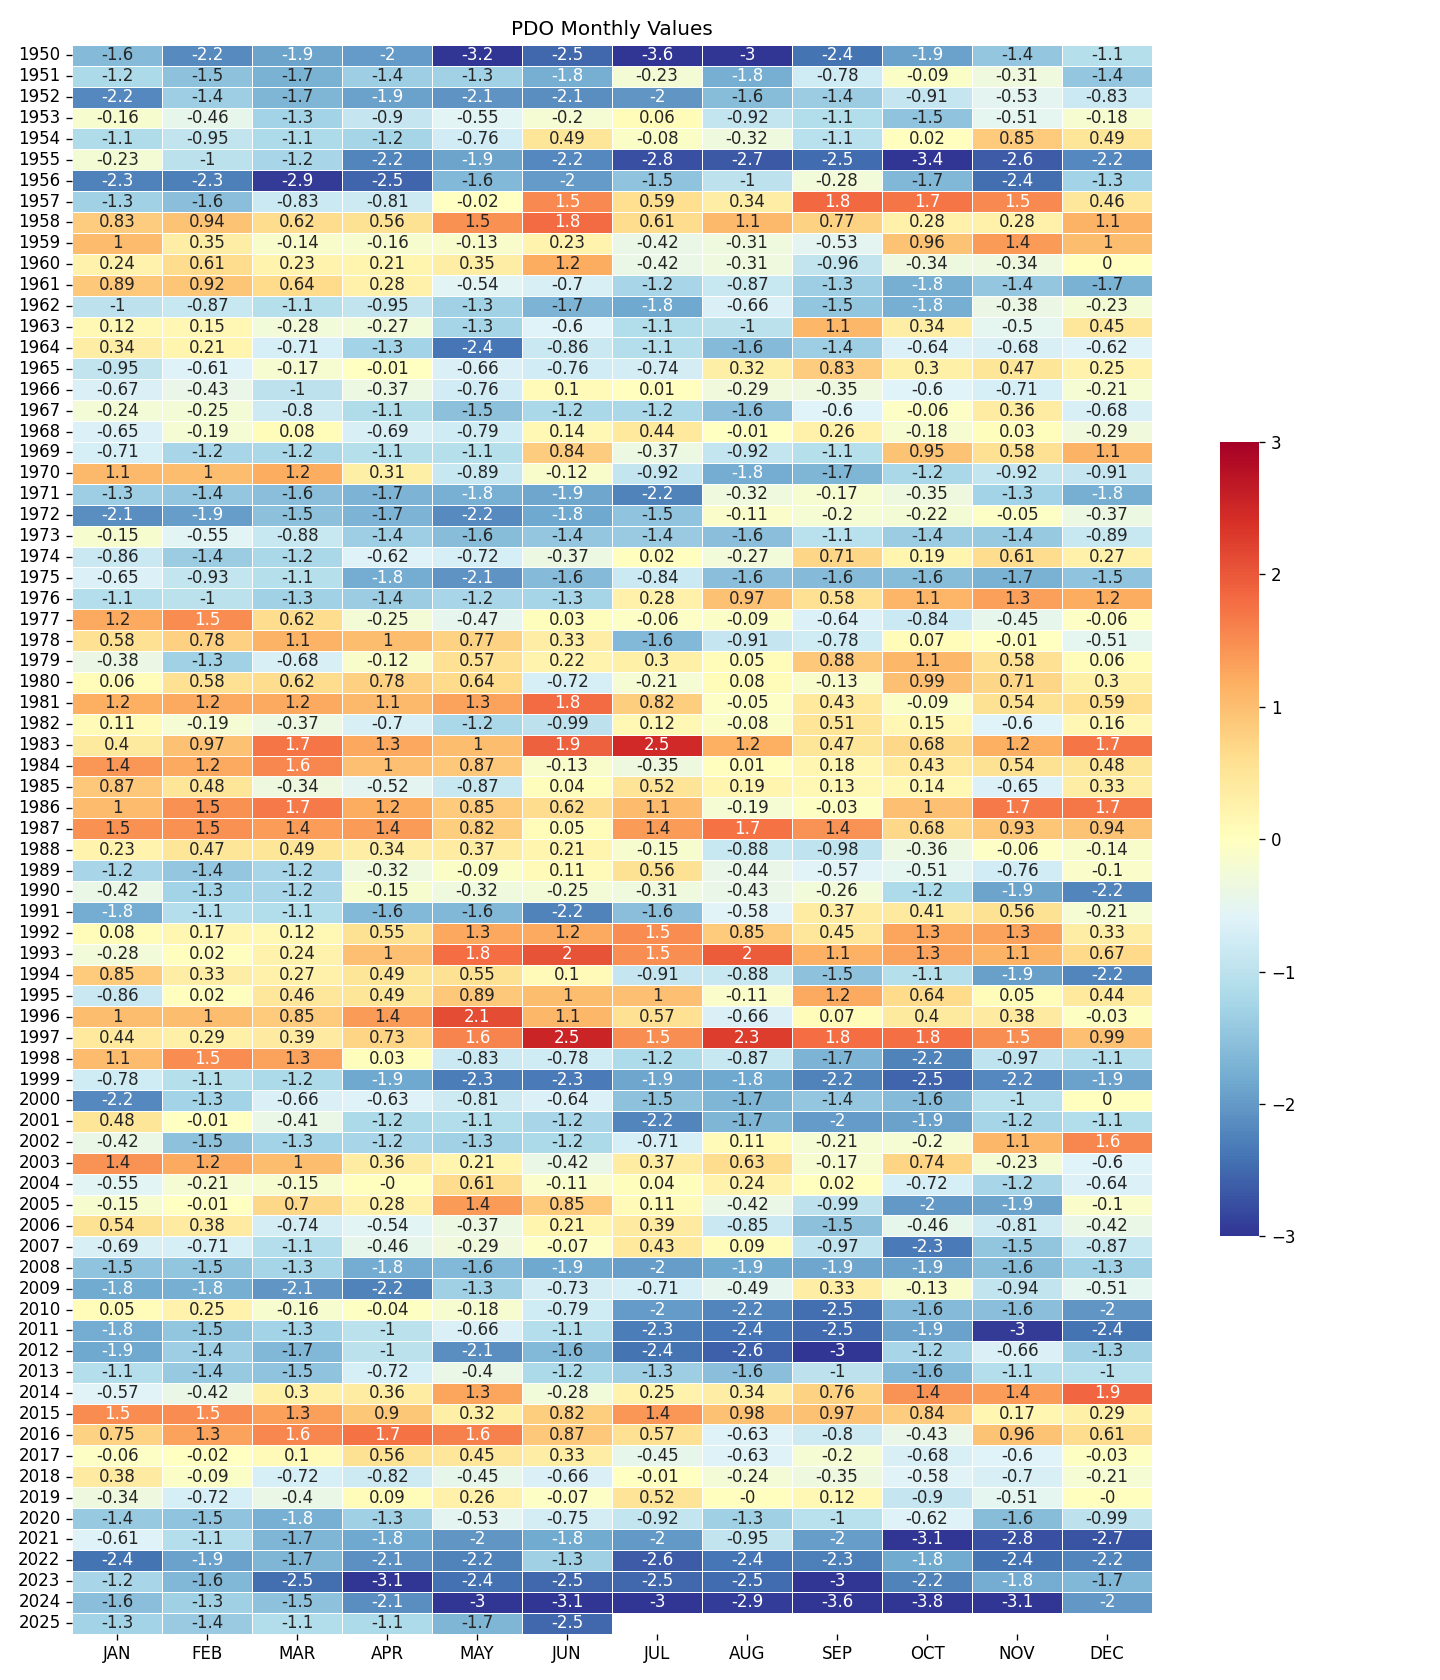 PDO Monthly Values
1950 -1.6 -2.2 -1.9 -2 -3.2 -2.5 -3.6 -3 -2.4 -1.9 -1.4 -1.1
1951 -1.2 -1.5 -1.7 -1.4 -1.3 -1.8 -0.23 -1.8 -0.78 -0.09 -0.31 -1.4
1952 -2.2 -1.4 -1.7 -1.9 -2.1 -2.1 -2 -1.6 -1.4 -0.91 -0.53 -0.83
1953 -0.16 -0.46 -1.3 -0.9 -0.55 -0.2 0.06 -0.92 -1.1 -1.5 -0.51 -0.18
1954 -1.1 -0.95 -1.1 -1.2 -0.76 0.49 -0.08 -0.32 -1.1 0.02 0.85 0.49
1955 -0.23 -1 -1.2 -2.2 -1.9 -2.2 -2.8 -2.7 -2.5 -3.4 -2.6 -2.2
1956 -2.3 -2.3 -2.9 -2.5 -1.6 -2 -1.5 -1 -0.28 -1.7 -2.4 -1.3
1957 -1.3 -1.6 -0.83 -0.81 -0.02 1.5 0.59 0.34 1.8 1.7 1.5 0.46
1958 0.83 0.94 0.62 0.56 1.5 1.8 0.61 1.1 0.77 0.28 0.28 1.1
1959 1 0.35 -0.14 -0.16 -0.13 0.23 -0.42 -0.31 -0.53 0.96 1.4 1
1960 0.24 0.61 0.23 0.21 0.35 1.2 -0.42 -0.31 -0.96 -0.34 -0.34 0
1961 0.89 0.92 0.64 0.28 -0.54 -0.7 -1.2 -0.87 -1.3 -1.8 -1.4 -1.7
1962 -1 -0.87 -1.1 -0.95 -1.3 -1.7 -1.8 -0.66 -1.5 -1.8 -0.38 -0.23
1963 0.12 0.15 -0.28 -0.27 -1.3 -0.6 -1.1 -1 1.1 0.34 -0.5 0.45
1964 0.34 0.21 -0.71 -1.3 -2.4 -0.86 -1.1 -1.6 -1.4 -0.64 -0.68 -0.62
1965 -0.95 -0.61 -0.17 -0.01 -0.66 -0.76 -0.74 0.32 0.83 0.3 0.47 0.25
1966 -0.67 -0.43 -1 -0.37 -0.76 0.1 0.01 -0.29 -0.35 -0.6 -0.71 -0.21
1967 -0.24 -0.25 -0.8 -1.1 -1.5 -1.2 -1.2 -1.6 -0.6 -0.06 0.36 -0.68
1968 -0.65 -0.19 0.08 -0.69 -0.79 0.14 0.44 -0.01 0.26 -0.18 0.03 -0.29
1969 -0.71 -1.2 -1.2 -1.1 -1.1 0.84 -0.37 -0.92 -1.1 0.95 0.58 1.1
1970 1.1 1 1.2 0.31 -0.89 -0.12 -0.92 -1.8 -1.7 -1.2 -0.92 -0.91
1971 -1.3 -1.4 -1.6 -1.7 -1.8 -1.9 -2.2 -0.32 -0.17 -0.35 -1.3 -1.8
1972 -2.1 -1.9 -1.5 -1.7 -2.2 -1.8 -1.5 -0.11 -0.2 -0.22 -0.05 -0.37
1973 -0.15 -0.55 -0.88 -1.4 -1.6 -1.4 -1.4 -1.6 -1.1 -1.4 -1.4 -0.89
1974 -0.86 -1.4 -1.2 -0.62 -0.72 -0.37 0.02 -0.27 0.71 0.19 0.61 0.27
1975 -0.65 -0.93 -1.1 -1.8 -2.1 -1.6 -0.84 -1.6 -1.6 -1.6 -1.7 -1.5
1976 -1.1 -1 -1.3 -1.4 -1.2 -1.3 0.28 0.97 0.58 1.1 1.3 1.2
1977 1.2 1.5 0.62 -0.25 -0.47 0.03 -0.06 -0.09 -0.64 -0.84 -0.45 -0.06
1978 0.58 0.78 1.1 1 0.77 0.33 -1.6 -0.91 -0.78 0.07 -0.01 -0.51
1979 -0.38 -1.3 -0.68 -0.12 0.57 0.22 0.3 0.05 0.88 1.1 0.58 0.06
1980 0.06 0.58 0.62 0.78 0.64 -0.72 -0.21 0.08 -0.13 0.99 0.71 0.3
1981 1.2 1.2 1.2 1.1 1.3 1.8 0.82 -0.05 0.43 -0.09 0.54 0.59
1982 0.11 -0.19 -0.37 -0.7 -1.2 -0.99 0.12 -0.08 0.51 0.15 -0.6 0.16
1983 0.4 0.97 1.7 1.3 1 1.9 2.5 1.2 0.47 0.68 1.2 1.7
1984 1.4 1.2 1.6 1 0.87 -0.13 -0.35 0.01 0.18 0.43 0.54 0.48
1985 0.87 0.48 -0.34 -0.52 -0.87 0.04 0.52 0.19 0.13 0.14 -0.65 0.33
1986 1 1.5 1.7 1.2 0.85 0.62 1.1 -0.19 -0.03 1 1.7 1.7
1987 1.5 1.5 1.4 1.4 0.82 0.05 1.4 1.7 1.4 0.68 0.93 0.94
1988 0.23 0.47 0.49 0.34 0.37 0.21 -0.15 -0.88 -0.98 -0.36 -0.06 -0.14
1989 -1.2 -1.4 -1.2 -0.32 -0.09 0.11 0.56 -0.44 -0.57 -0.51 -0.76 -0.1
1990 -0.42 -1.3 -1.2 -0.15 -0.32 -0.25 -0.31 -0.43 -0.26 -1.2 -1.9 -2.2
1991 -1.8 -1.1 -1.1 -1.6 -1.6 -2.2 -1.6 -0.58 0.37 0.41 0.56 -0.21
1992 0.08 0.17 0.12 0.55 1.3 1.2 1.5 0.85 0.45 1.3 1.3 0.33
1993 -0.28 0.02 0.24 1 1.8 2 1.5 2 1.1 1.3 1.1 0.67
1994 0.85 0.33 0.27 0.49 0.55 0.1 -0.91 -0.88 -1.5 -1.1 -1.9 -2.2
1995 -0.86 0.02 0.46 0.49 0.89 1 1 -0.11 1.2 0.64 0.05 0.44
1996 1 1 0.85 1.4 2.1 1.1 0.57 -0.66 0.07 0.4 0.38 -0.03
1997 0.44 0.29 0.39 0.73 1.6 2.5 1.5 2.3 1.8 1.8 1.5 0.99
1998 1.1 1.5 1.3 0.03 -0.83 -0.78 -1.2 -0.87 -1.7 -2.2 -0.97 -1.1
1999 -0.78 -1.1 -1.2 -1.9 -2.3 -2.3 -1.9 -1.8 -2.2 -2.5 -2.2 -1.9
2000 -2.2 -1.3 -0.66 -0.63 -0.81 -0.64 -1.5 -1.7 -1.4 -1.6 -1 0
2001 0.48 -0.01 -0.41 -1.2 -1.1 -1.2 -2.2 -1.7 -2 -1.9 -1.2 -1.1
2002 -0.42 -1.5 -1.3 -1.2 -1.3 -1.2 -0.71 0.11 -0.21 -0.2 1.1 1.6
2003 1.4 1.2 1 0.36 0.21 -0.42 0.37 0.63 -0.17 0.74 -0.23 -0.6
2004 -0.55 -0.21 -0.15 -0 0.61 -0.11 0.04 0.24 0.02 -0.72 -1.2 -0.64
2005 -0.15 -0.01 0.7 0.28 1.4 0.85 0.11 -0.42 -0.99 -2 -1.9 -0.1
2006 0.54 0.38 -0.74 -0.54 -0.37 0.21 0.39 -0.85 -1.5 -0.46 -0.81 -0.42
2007 -0.69 -0.71 -1.1 -0.46 -0.29 -0.07 0.43 0.09 -0.97 -2.3 -1.5 -0.87
2008 -1.5 -1.5 -1.3 -1.8 -1.6 -1.9 -2 -1.9 -1.9 -1.9 -1.6 -1.3
2009 -1.8 -1.8 -2.1 -2.2 -1.3 -0.73 -0.71 -0.49 0.33 -0.13 -0.94 -0.51
2010 0.05 0.25 -0.16 -0.04 -0.18 -0.79 -2 -2.2 -2.5 -1.6 -1.6 -2
2011 -1.8 -1.5 -1.3 -1 -0.66 -1.1 -2.3 -2.4 -2.5 -1.9 -3 -2.4
2012 -1.9 -1.4 -1.7 -1 -2.1 -1.6 -2.4 -2.6 -3 -1.2 -0.66 -1.3
2013 -1.1 -1.4 -1.5 -0.72 -0.4 -1.2 -1.3 -1.6 -1 -1.6 -1.1 -1
2014 -0.57 -0.42 0.3 0.36 1.3 -0.28 0.25 0.34 0.76 1.4 1.4 1.9
2015 1.5 1.5 1.3 0.9 0.32 0.82 1.4 0.98 0.97 0.84 0.17 0.29
2016 0.75 1.3 1.6 1.7 1.6 0.87 0.57 -0.63 -0.8 -0.43 0.96 0.61
2017 -0.06 -0.02 0.1 0.56 0.45 0.33 -0.45 -0.63 -0.2 -0.68 -0.6 -0.03
2018 0.38 -0.09 -0.72 -0.82 -0.45 -0.66 -0.01 -0.24 -0.35 -0.58 -0.7 -0.21
2019 -0.34 -0.72 -0.4 0.09 0.26 -0.07 0.52 -0 0.12 -0.9 -0.51 -0
2020 -1.4 -1.5 -1.8 -1.3 -0.53 -0.75 -0.92 -1.3 -1 -0.62 -1.6 -0.99
2021 -0.61 -1.1 -1.7 -1.8 -2 -1.8 -2 -0.95 -2 -3.1 -2.8 -2.7
2022 -2.4 -1.9 -1.7 -2.1 -2.2 -1.3 -2.6 -2.4 -2.3 -1.8 -2.4 -2.2
2023 -1.2 -1.6 -2.5 -3.1 -2.4 -2.5 -2.5 -2.5 -3 -2.2 -1.8 -1.7
2024 -1.6 -1.3 -1.5 -2.1 -3 -3.1 -3 -2.9 -3.6 -3.8 -3.1 -2
2025 -1.3 -1.4 -1.1 -1.1 -1.7 -2.5
JAN FEB MAR APR MAY JUN JUL AUG SEP OCT NOV DEC
3
2
1
0
−1
−2
−3